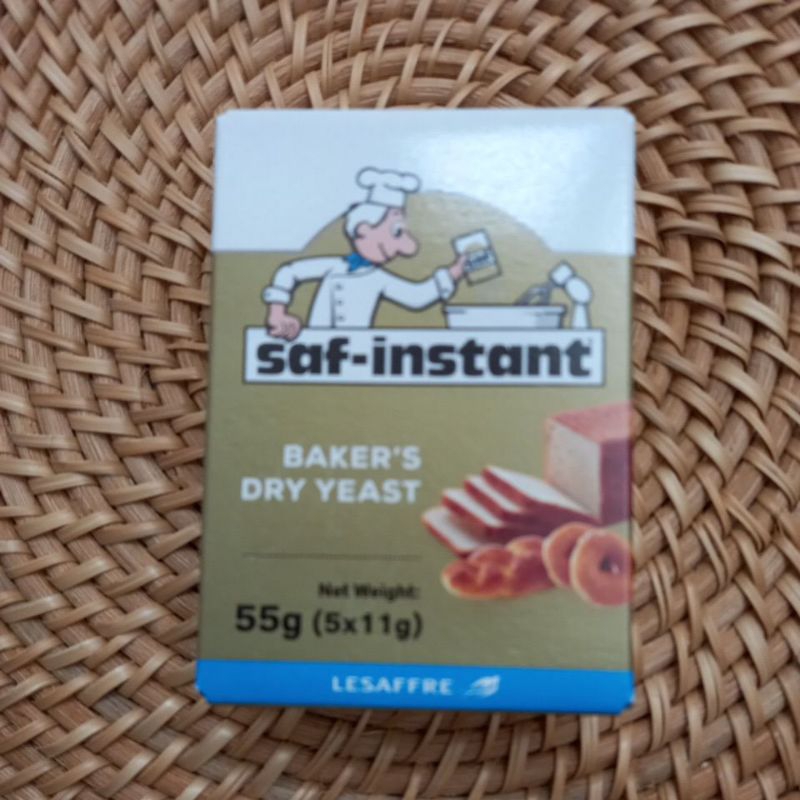 saf-instant
BAKER'S
DRY YEAST
Net Weight:
55g (5x11g)
LESAFFRE